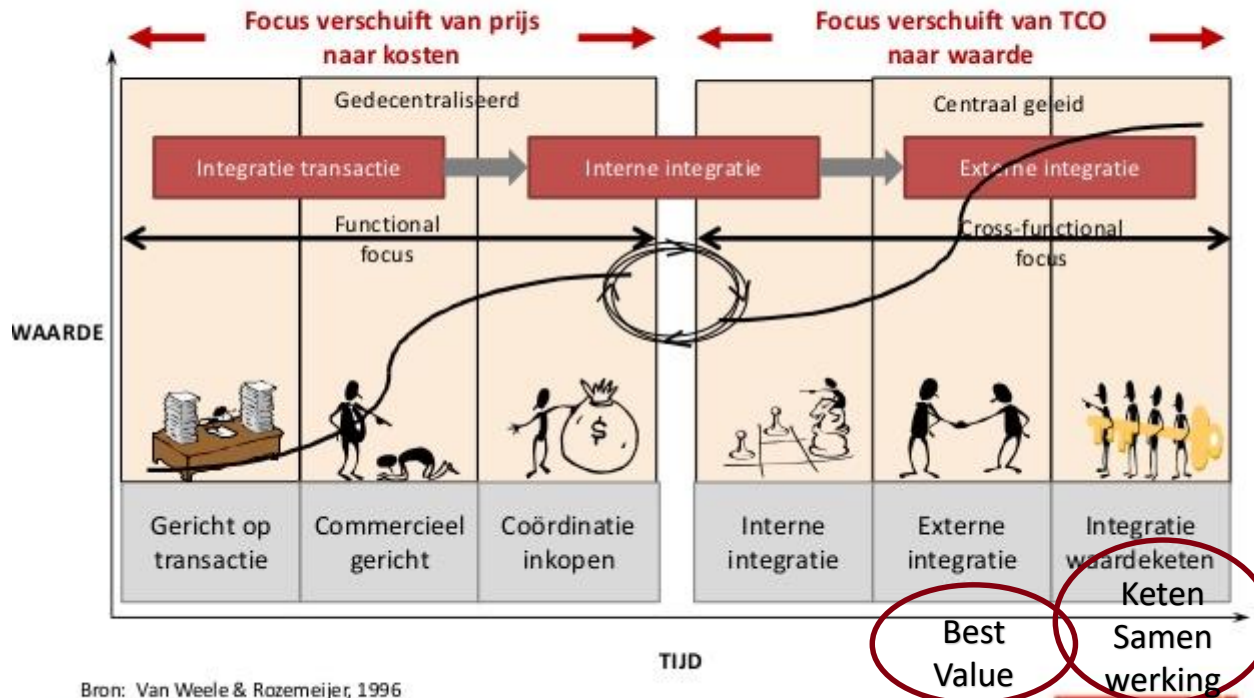 Focus verschuift van prijs
naar kosten
Focus verschuift van TCO
naar waarde
Gedecentraliseerd
Centraal geleid
Integratie transactie
Interne integratie
Externe integratie
Functional
focus
Cross-functional
focus
WAARDE
$
Gericht op
transactie
Commercieel
gericht
Coördinatie
inkopen
Interne
integratie
Externe
integratie
Integratie
waardeketen
Best
Value
Keten
Samen
werking
TIJD
Bron: Van Weele & Rozemeijer, 1996